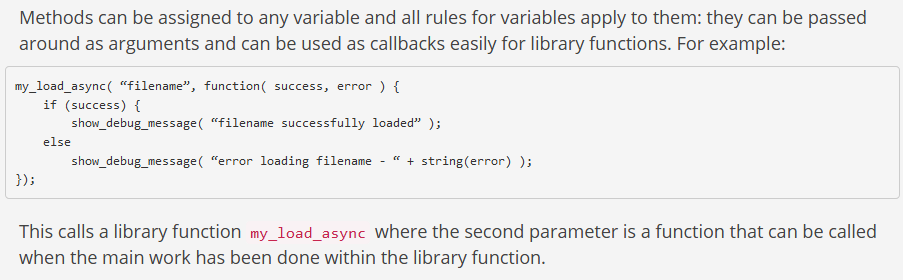 Methods can be assigned to any variable and all rules for variables apply to them: they can be passed
around as arguments and can be used as callbacks easily for library functions. For example:
my_load_async( “filename”, function( success, error ) {
    if (success) {
        show_debug_message( “filename successfully loaded” );
    else
        show_debug_message( “error loading filename - “ + string(error) );
});
This calls a library function my_load_async where the second parameter is a function that can be called
when the main work has been done within the library function.